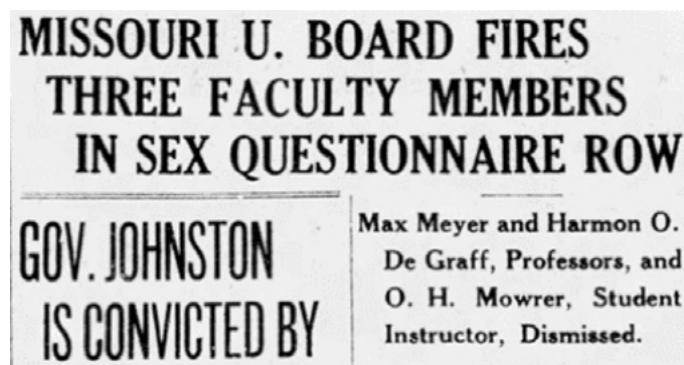 MISSOURI U. BOARD FIRES
THREE FACULTY MEMBERS
IN SEX QUESTIONNAIRE ROW
GOV. JOHNSTON
IS CONVICTED BY
Max Meyer and Harmon O.
De Graff, Professors, and
O. H. Mowrer, Student
Instructor, Dismissed.